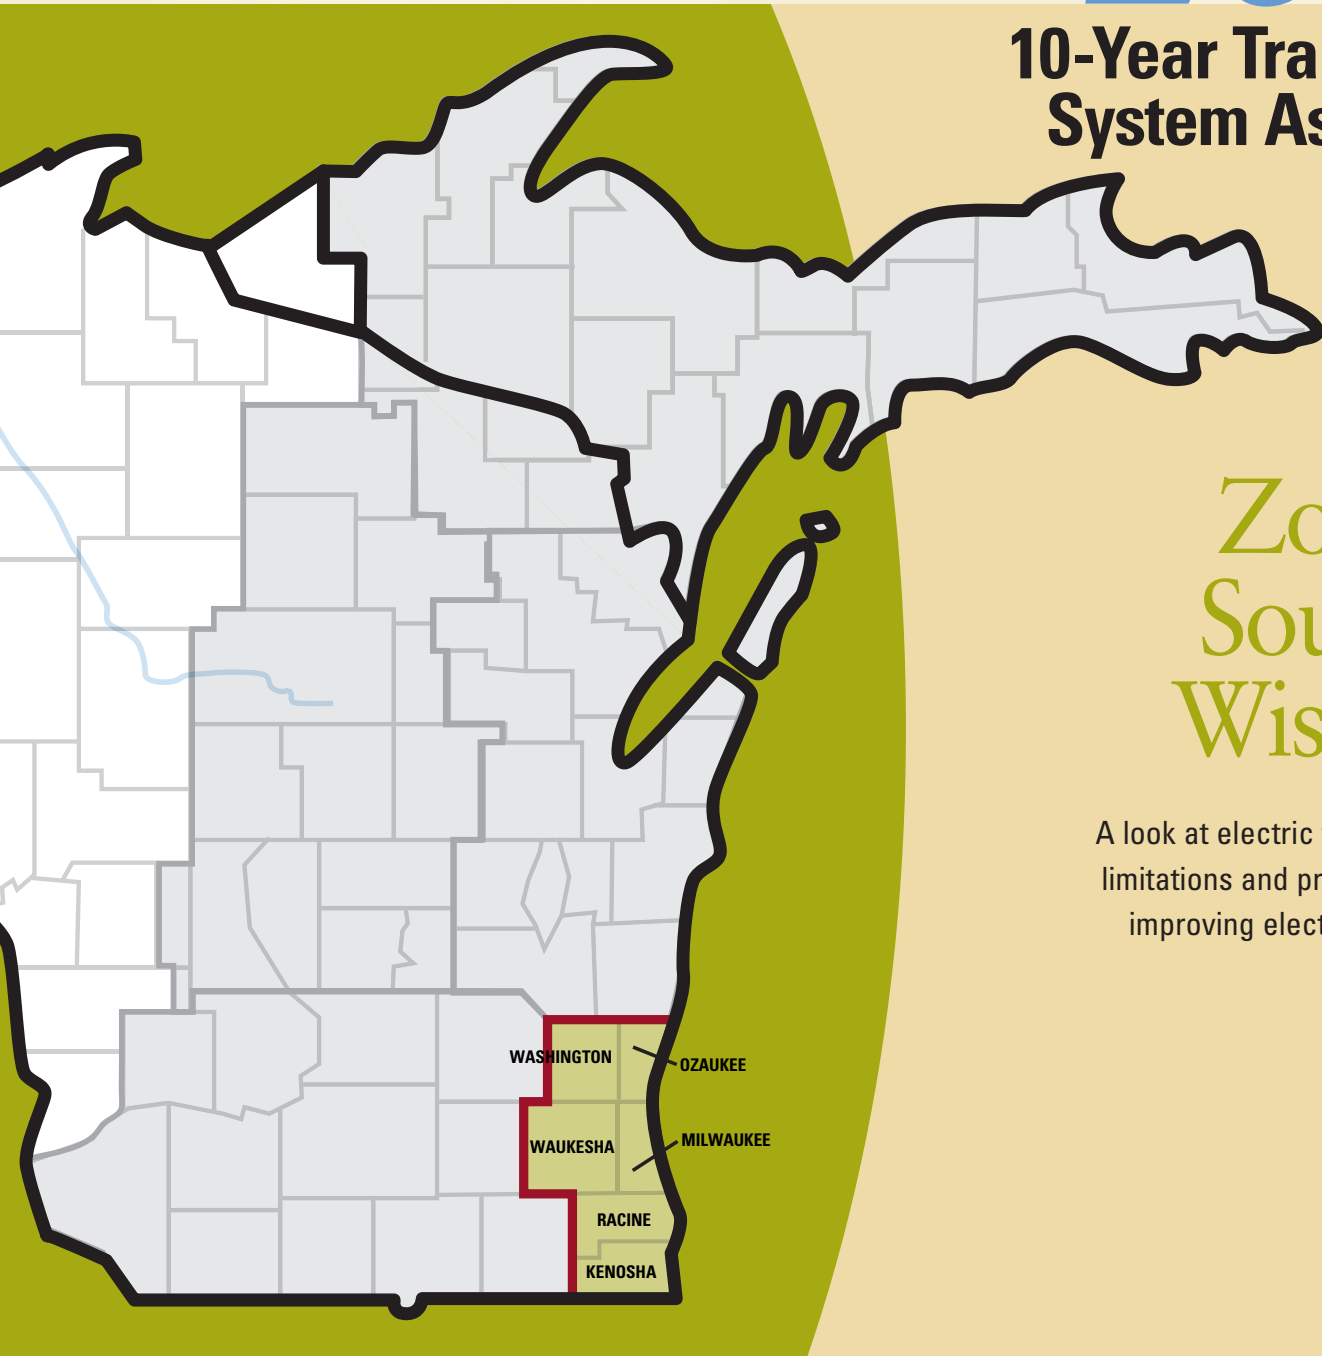 10-Year Tra
System As
Zo
Sou
Wis
A look at electric
limitations and pr
improving elect
WASHINGTON
OZAUKEE
WAUKESHA
MILWAUKEE
RACINE
KENOSHA